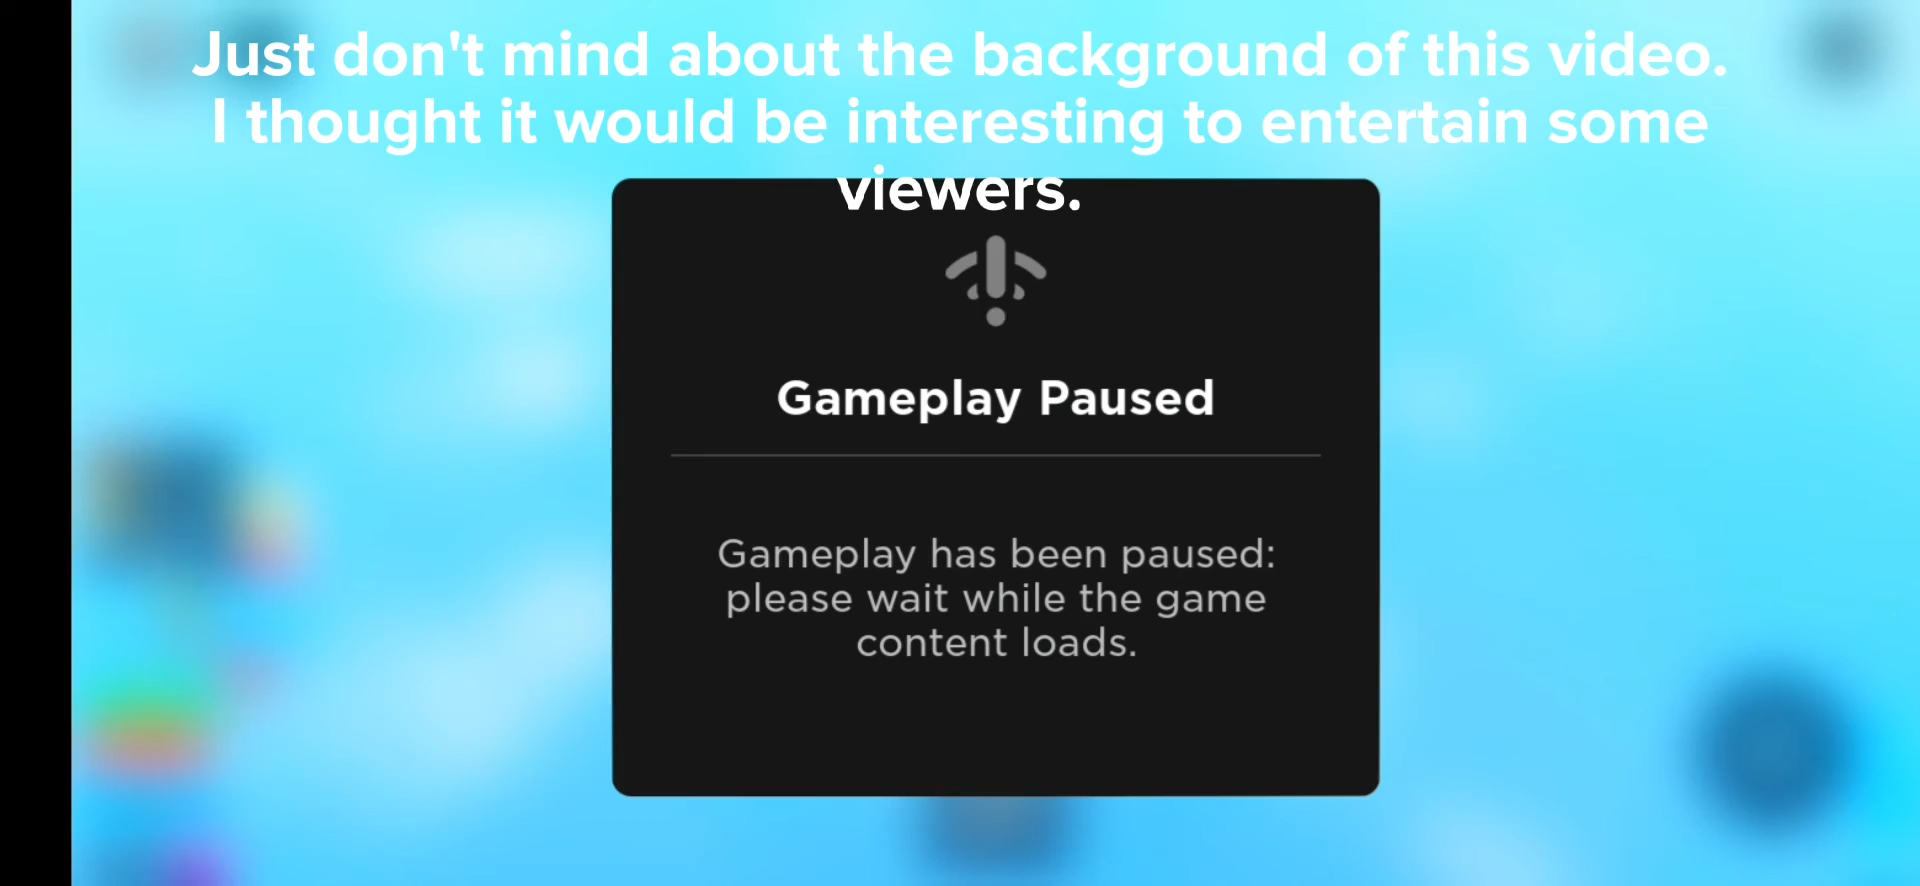 Just don't mind about the background of this video.
I thought it would be interesting to entertain some
viewers.
Gameplay Paused
Gameplay has been paused:
please wait while the game
content loads.